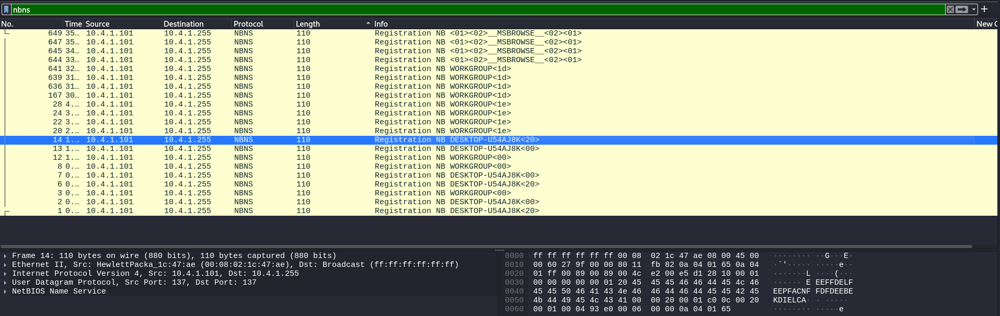 nbns
No. Time Source Destination Protocol Length Info New C
649 35… 10.4.1.101 10.4.1.255 NBNS 110 Registration NB <01><02>__MSBROWSE__<02><01>
647 35… 10.4.1.101 10.4.1.255 NBNS 110 Registration NB <01><02>__MSBROWSE__<02><01>
645 34… 10.4.1.101 10.4.1.255 NBNS 110 Registration NB <01><02>__MSBROWSE__<02><01>
644 33… 10.4.1.101 10.4.1.255 NBNS 110 Registration NB <01><02>__MSBROWSE__<02><01>
641 32… 10.4.1.101 10.4.1.255 NBNS 110 Registration NB WORKGROUP<1d>
639 31… 10.4.1.101 10.4.1.255 NBNS 110 Registration NB WORKGROUP<1d>
636 31… 10.4.1.101 10.4.1.255 NBNS 110 Registration NB WORKGROUP<1d>
167 30… 10.4.1.101 10.4.1.255 NBNS 110 Registration NB WORKGROUP<1d>
28 4.… 10.4.1.101 10.4.1.255 NBNS 110 Registration NB WORKGROUP<1e>
24 3.… 10.4.1.101 10.4.1.255 NBNS 110 Registration NB WORKGROUP<1e>
22 3.… 10.4.1.101 10.4.1.255 NBNS 110 Registration NB WORKGROUP<1e>
20 2.… 10.4.1.101 10.4.1.255 NBNS 110 Registration NB WORKGROUP<1e>
14 1.… 10.4.1.101 10.4.1.255 NBNS 110 Registration NB DESKTOP-U54AJ8K<20>
13 1.… 10.4.1.101 10.4.1.255 NBNS 110 Registration NB DESKTOP-U54AJ8K<00>
12 1.… 10.4.1.101 10.4.1.255 NBNS 110 Registration NB WORKGROUP<00>
8 0.… 10.4.1.101 10.4.1.255 NBNS 110 Registration NB WORKGROUP<00>
7 0.… 10.4.1.101 10.4.1.255 NBNS 110 Registration NB DESKTOP-U54AJ8K<00>
6 0.… 10.4.1.101 10.4.1.255 NBNS 110 Registration NB DESKTOP-U54AJ8K<20>
3 0.… 10.4.1.101 10.4.1.255 NBNS 110 Registration NB WORKGROUP<00>
2 0.… 10.4.1.101 10.4.1.255 NBNS 110 Registration NB DESKTOP-U54AJ8K<00>
1 0.… 10.4.1.101 10.4.1.255 NBNS 110 Registration NB DESKTOP-U54AJ8K<20>
Frame 14: 110 bytes on wire (880 bits), 110 bytes captured (880 bits)
Ethernet II, Src: HewlettPacka_1c:47:ae (00:08:02:1c:47:ae), Dst: Broadcast (ff:ff:ff:ff:ff:ff)
Internet Protocol Version 4, Src: 10.4.1.101, Dst: 10.4.1.255
User Datagram Protocol, Src Port: 137, Dst Port: 137
NetBIOS Name Service
0000 ff ff ff ff ff ff 00 08 02 1c 47 ae 08 00 45 00 ········ ··G···E·
0010 00 60 27 9f 00 00 80 11 fb 82 0a 04 01 65 0a 04 ·`'····· ·····e··
0020 01 ff 00 89 00 89 00 4c e2 00 e5 d1 28 10 00 01 ·······L ····(···
0030 00 00 00 00 00 01 20 45 45 45 46 46 44 45 4c 46 ······ E EEFFDELF
0040 45 45 50 46 41 43 4e 46 46 44 46 44 45 45 42 45 EEPFACNF FDFDEEBE
0050 4b 44 49 45 4c 43 41 00 00 20 00 01 c0 0c 00 20 KDIELCA· · ····· 
0060 00 01 00 04 93 e0 00 06 00 00 0a 04 01 65 ········ ·····e